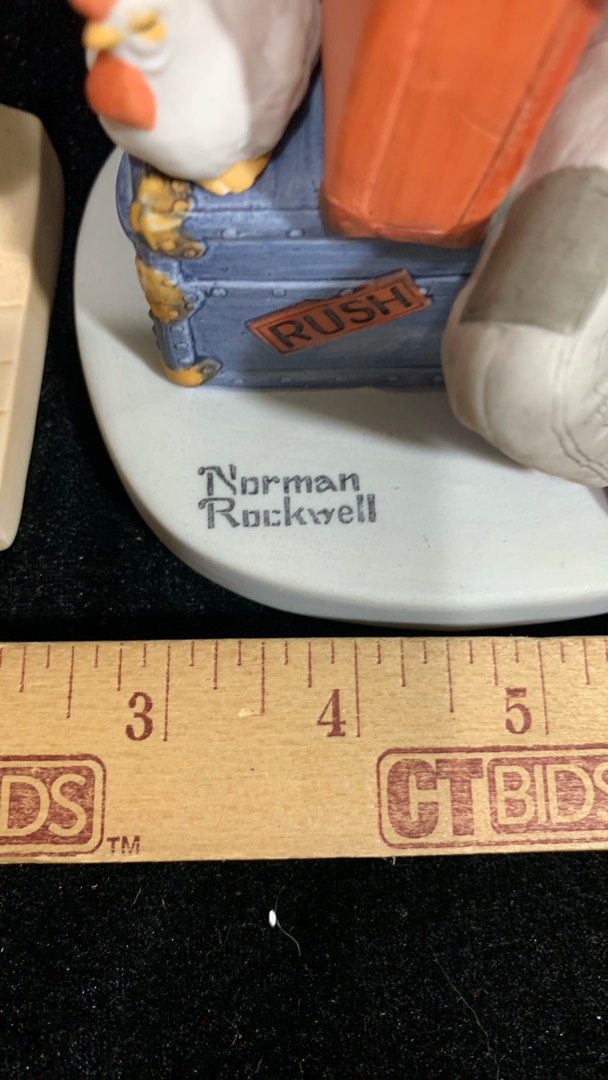 RUSH
Norman
Rockwell
3 4 5
DS CTBIDS
TM